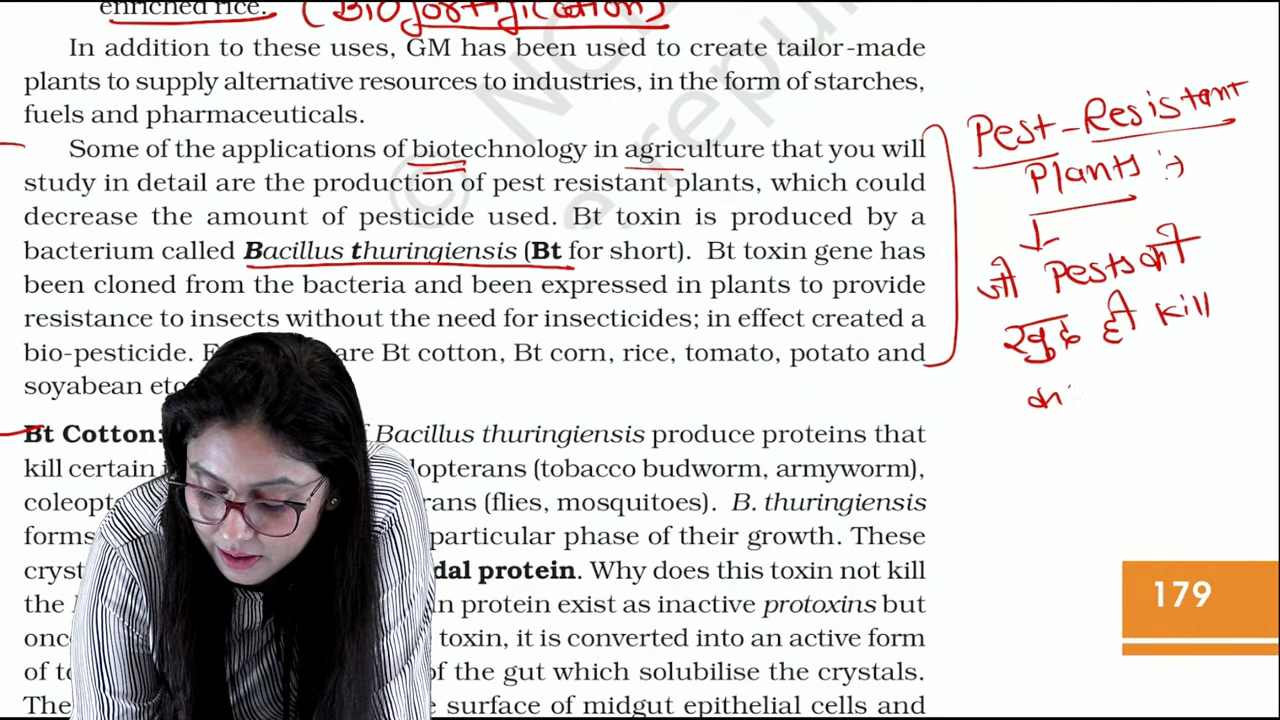 enriched rice. (BIOfortification)
In addition to these uses, GM has been used to create tailor-made
plants to supply alternative resources to industries, in the form of starches,
fuels and pharmaceuticals.
Some of the applications of biotechnology in agriculture that you will
study in detail are the production of pest resistant plants, which could
decrease the amount of pesticide used. Bt toxin is produced by a
bacterium called Bacillus thuringiensis (Bt for short). Bt toxin gene has
been cloned from the bacteria and been expressed in plants to provide
resistance to insects without the need for insecticides; in effect created a
bio-pesticide. are Bt cotton, Bt corn, rice, tomato, potato and
soyabean etc
Bt Cotton: Bacillus thuringiensis produce proteins that
kill certain (tobacco budworm, armyworm),
(flies, mosquitoes). B. thuringiensis
forms particular phase of their growth. These
protein. Why does this toxin not kill
the protein exist as inactive protoxins but
toxin, it is converted into an active form
of the gut which solubilise the crystals.
surface of midgut epithelial cells and
Pest-Resistant
Plants :-
जो Pests को
खुद ही Kill
179
© NC
e repu